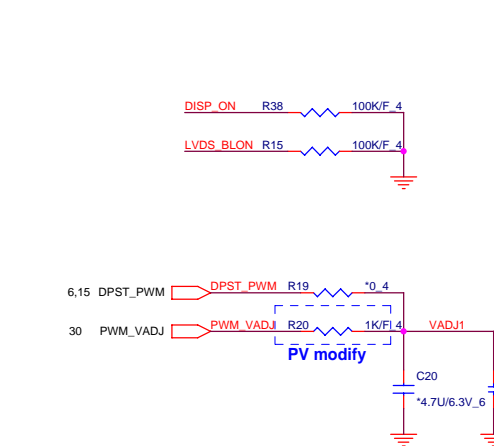 DISP_ON R38 100K/F_4
LVDS_BLON R15 100K/F_4
6,15 DPST_PWM DPST_PWM R19 *0_4
30 PWM_VADJ PWM_VADJ R20 1K/F_4 VADJ1
PV modify
C20
*4.7U/6.3V_6